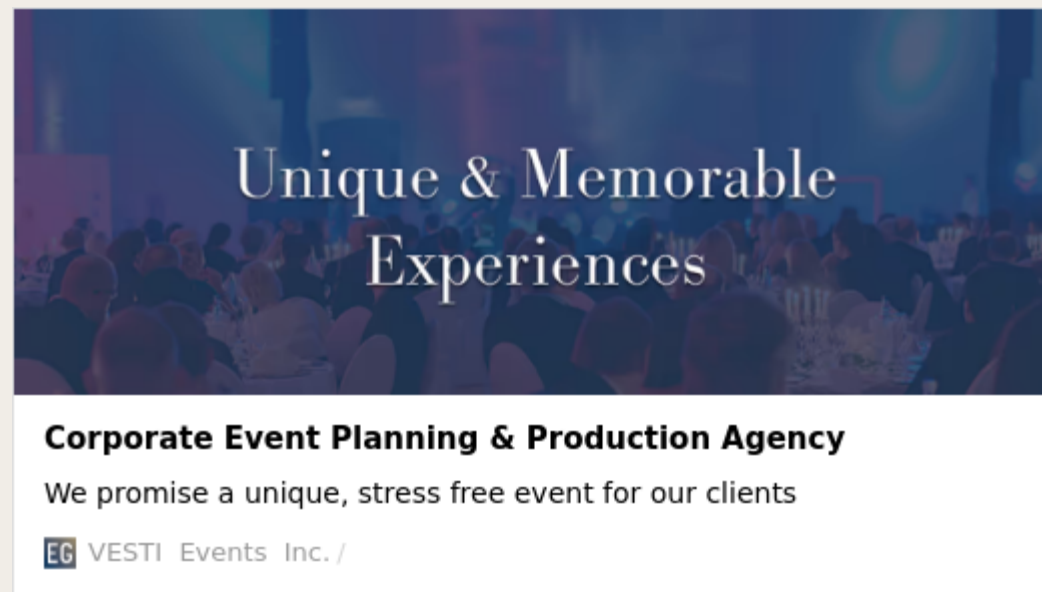 Unique & Memorable
Experiences
Corporate Event Planning & Production Agency
We promise a unique, stress free event for our clients
EG VESTI Events Inc. /